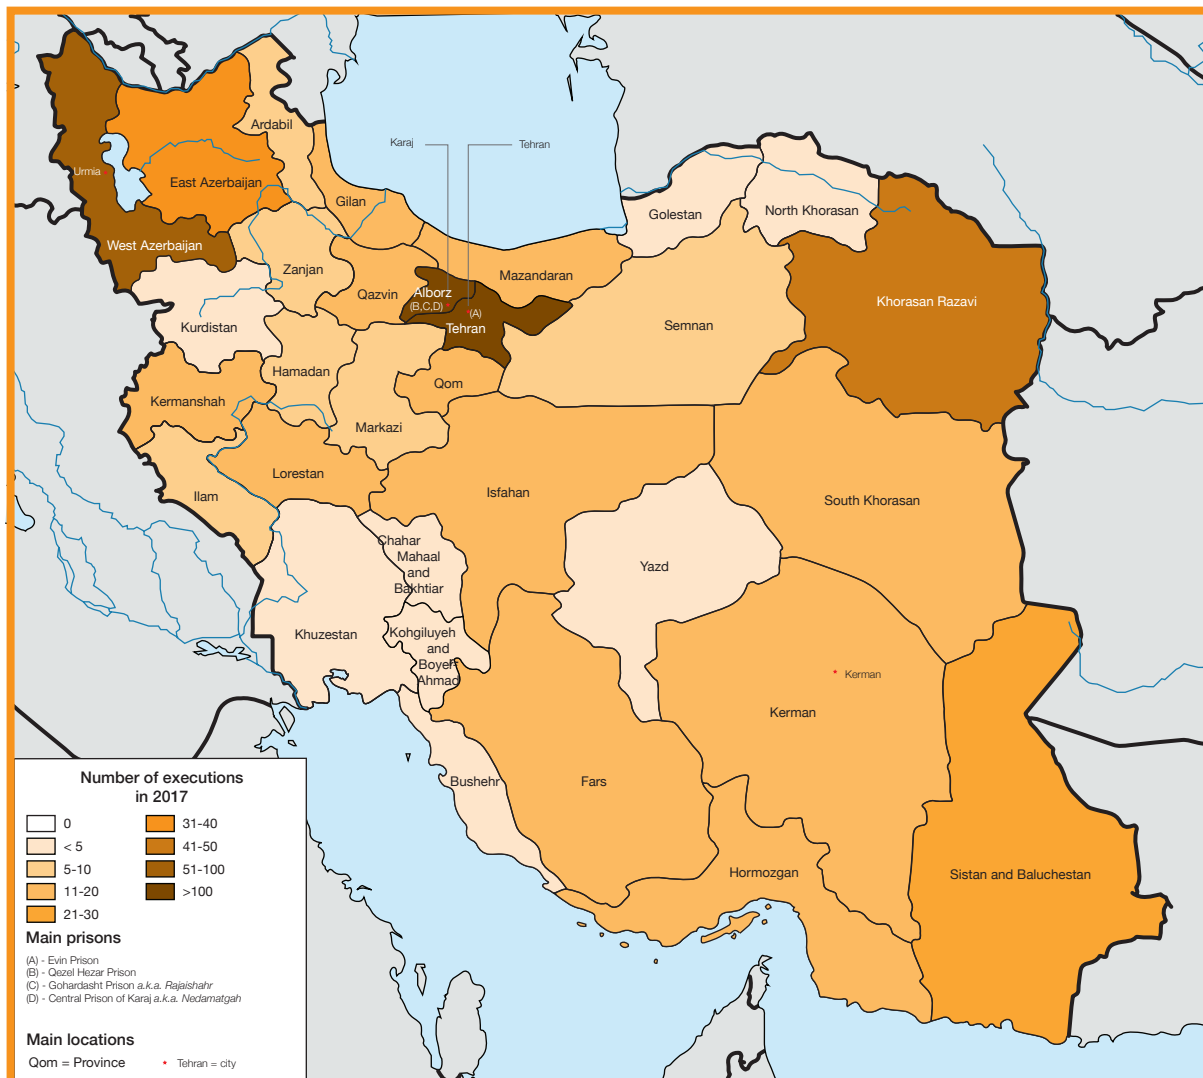 Karaj
Tehran
Ardabil
Urmia
East Azerbaijan
Gilan
Golestan
North Khorasan
West Azerbaijan
Zanjan
Mazandaran
Qazvin
Alborz
(B,C,D)
(A)
Tehran
Khorasan Razavi
Kurdistan
Semnan
Hamadan
Qom
Kermanshah
Markazi
Lorestan
Isfahan
Ilam
South Khorasan
Chahar
Mahaal
and
Bakhtiar
Yazd
Khuzestan
Kohgiluyeh
and
Boyer-
Ahmad
Kerman
Kerman
Bushehr
Fars
Hormozgan
Sistan and Baluchestan
Number of executions
in 2017
0
< 5
5-10
11-20
21-30
31-40
41-50
51-100
>100
Main prisons
(A) - Evin Prison
(B) - Qezel Hezar Prison
(C) - Gohardasht Prison a.k.a. Rajaishahr
(D) - Central Prison of Karaj a.k.a. Nedamatgah
Main locations
Qom = Province
* Tehran = city